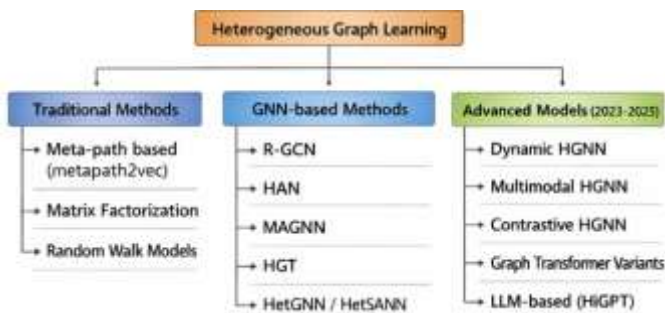 Heterogeneous Graph Learning
Traditional Methods
Meta-path based
(metapath2vec)
Matrix Factorization
Random Walk Models
GNN-based Methods
R-GCN
HAN
MAGNN
HGT
HetGNN / HetSANN
Advanced Models (2023-2025)
Dynamic HGNN
Multimodal HGNN
Contrastive HGNN
Graph Transformer Variants
LLM-based (HiGPT)